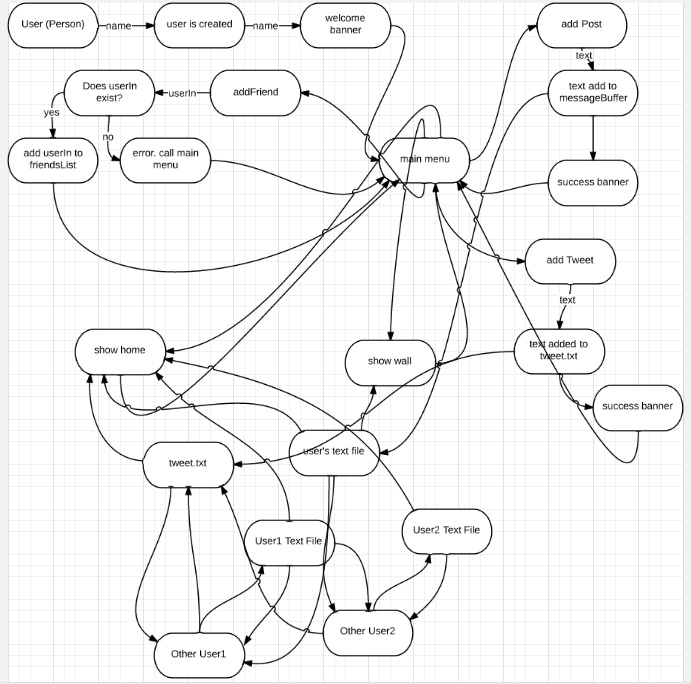 User (Person)
name
user is created
name
welcome
banner
add Post
text
text add to
messageBuffer
success banner
Does userIn
exist?
userIn
addFriend
yes
no
add userIn to
friendsList
error. call main
menu
main menu
add Tweet
text
text added to
tweet.txt
success banner
show home
show wall
tweet.txt
user's text file
User1 Text File
User2 Text File
Other User1
Other User2